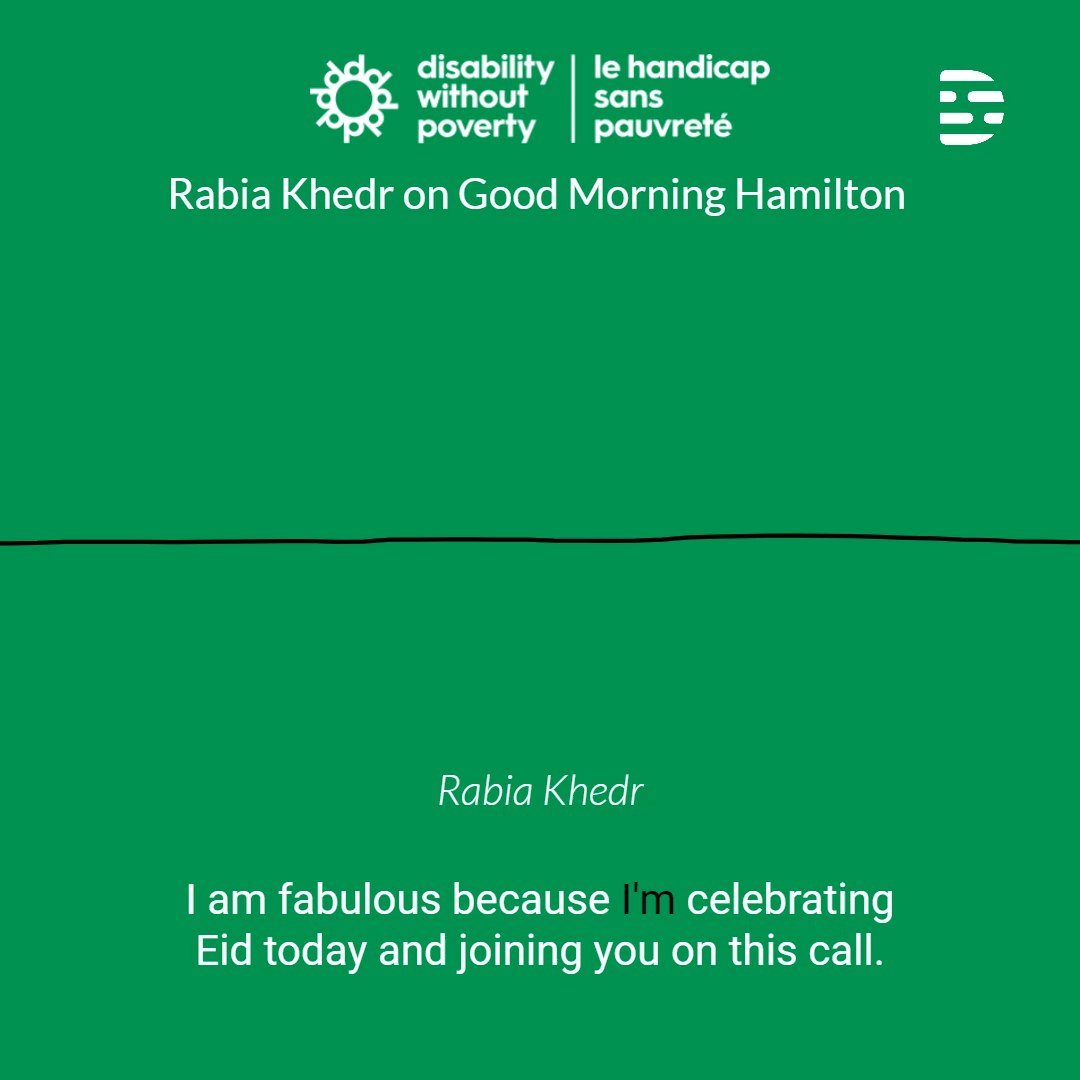 disability
without
poverty
le handicap
sans
pauvreté
Rabia Khedr on Good Morning Hamilton
Rabia Khedr
I am fabulous because I'm celebrating
Eid today and joining you on this call.